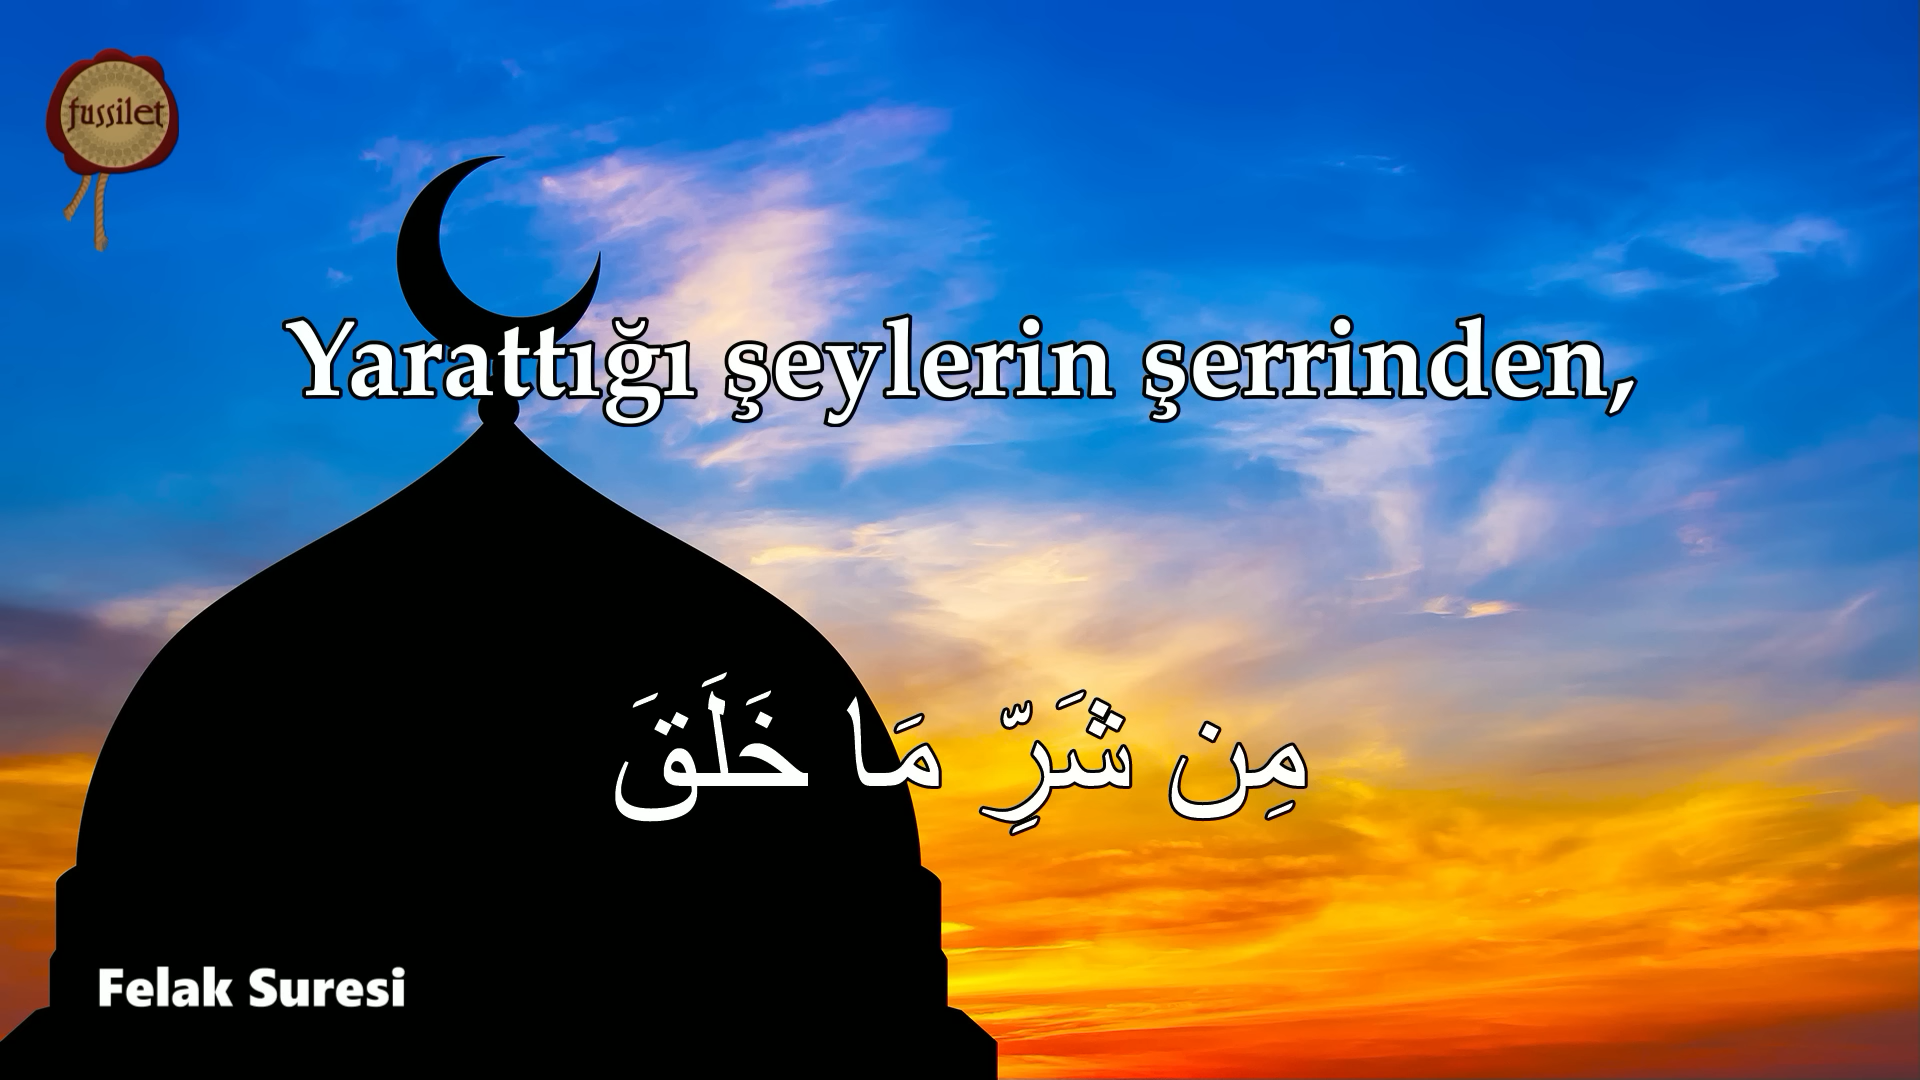 fussilet
Yarattığı şeylerin şerrinden,
مِن شَرِّ مَا خَلَقَ
Felak Suresi